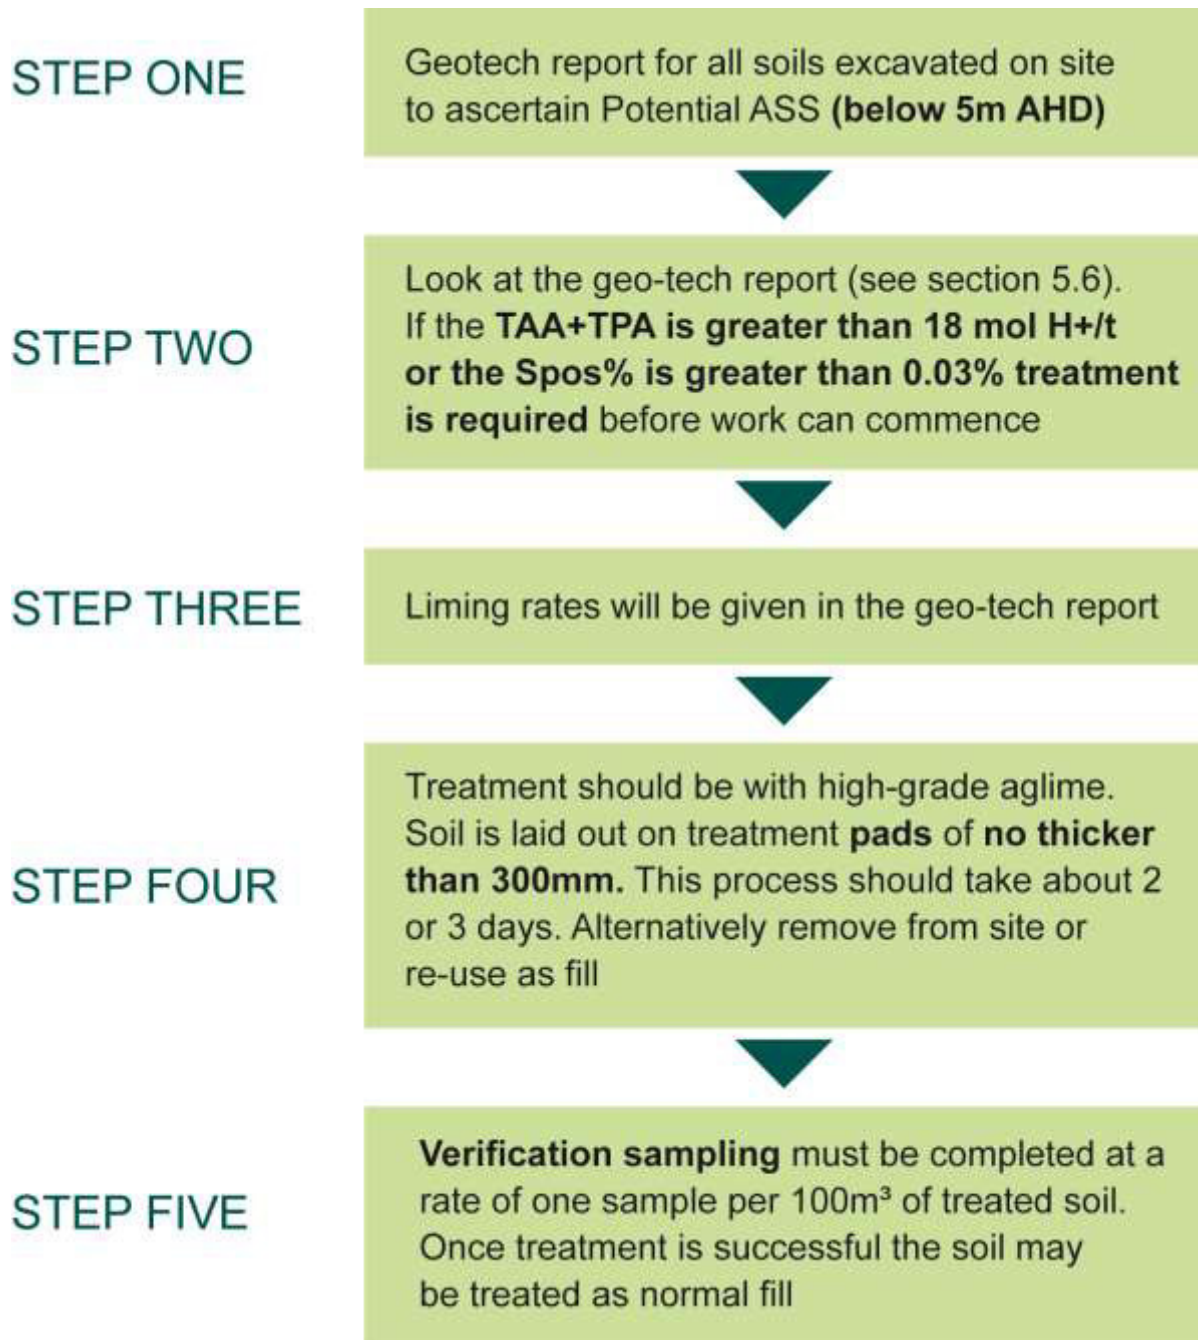 STEP ONE
Geotech report for all soils excavated on site
to ascertain Potential ASS (below 5m AHD)
STEP TWO
Look at the geo-tech report (see section 5.6).
If the TAA+TPA is greater than 18 mol H+/t
or the Spos% is greater than 0.03% treatment
is required before work can commence
STEP THREE
Liming rates will be given in the geo-tech report
STEP FOUR
Treatment should be with high-grade aglime.
Soil is laid out on treatment pads of no thicker
than 300mm. This process should take about 2
or 3 days. Alternatively remove from site or
re-use as fill
STEP FIVE
Verification sampling must be completed at a
rate of one sample per 100m³ of treated soil.
Once treatment is successful the soil may
be treated as normal fill